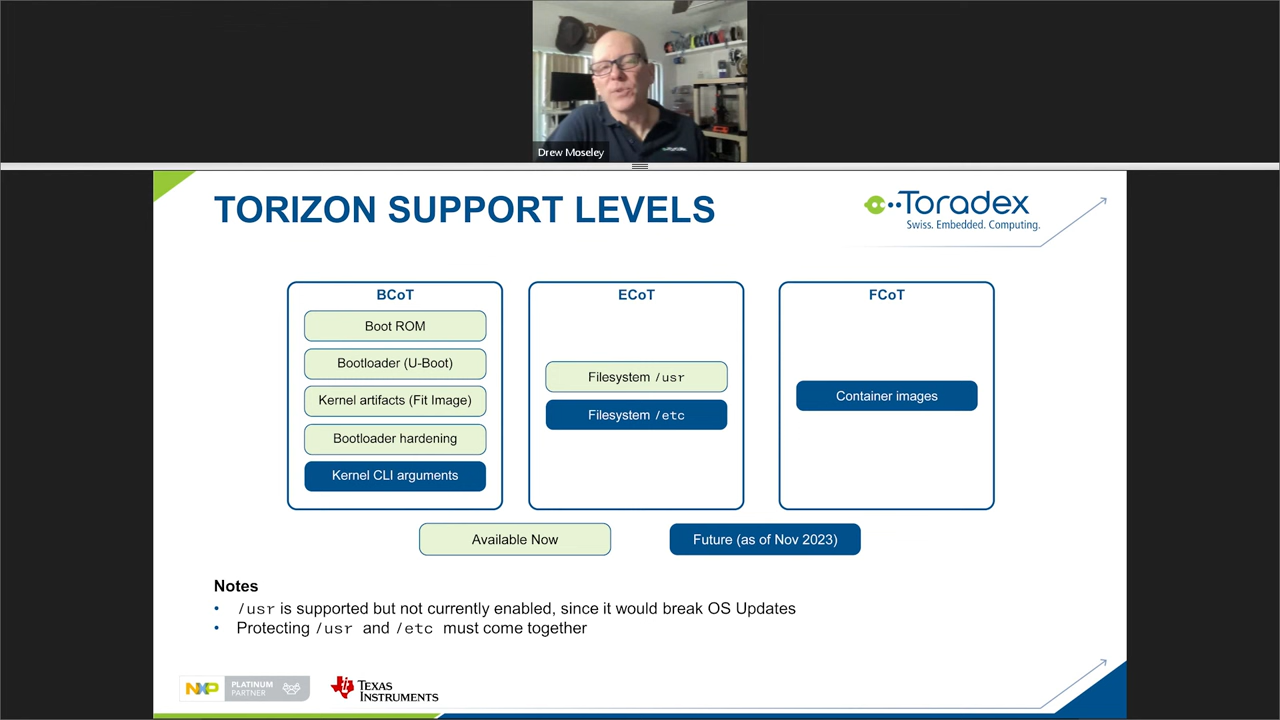 Drew Moseley
TORIZON SUPPORT LEVELS
Toradex
Swiss. Embedded. Computing.
BCoT
Boot ROM
Bootloader (U-Boot)
Kernel artifacts (Fit Image)
Bootloader hardening
Kernel CLI arguments
ECoT
Filesystem /usr
Filesystem /etc
FCoT
Container images
Available Now
Future (as of Nov 2023)
Notes
• /usr is supported but not currently enabled, since it would break OS Updates
• Protecting /usr and /etc must come together
NXP
PLATINUM
PARTNER
TEXAS
INSTRUMENTS